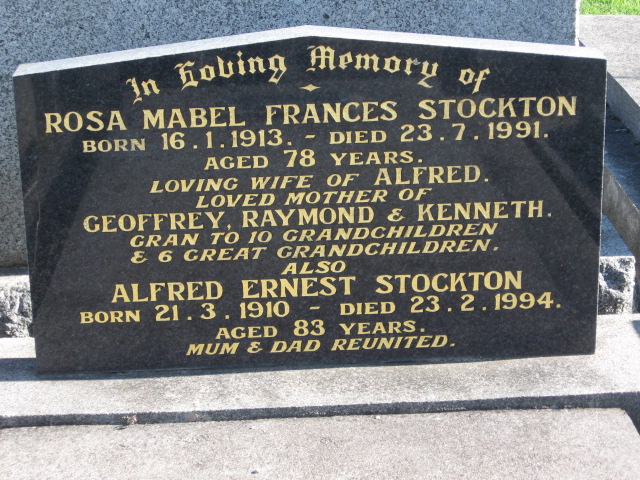 In Loving Memory of
ROSA MABEL FRANCES STOCKTON
BORN 16.1.1913. - DIED 23.7.1991.
AGED 78 YEARS.
LOVING WIFE OF ALFRED.
LOVED MOTHER OF
GEOFFREY, RAYMOND & KENNETH.
GRAN TO 10 GRANDCHILDREN
& 6 GREAT GRANDCHILDREN.
ALSO
ALFRED ERNEST STOCKTON
BORN 21.3.1910 - DIED 23.2.1994.
AGED 83 YEARS.
MUM & DAD REUNITED.